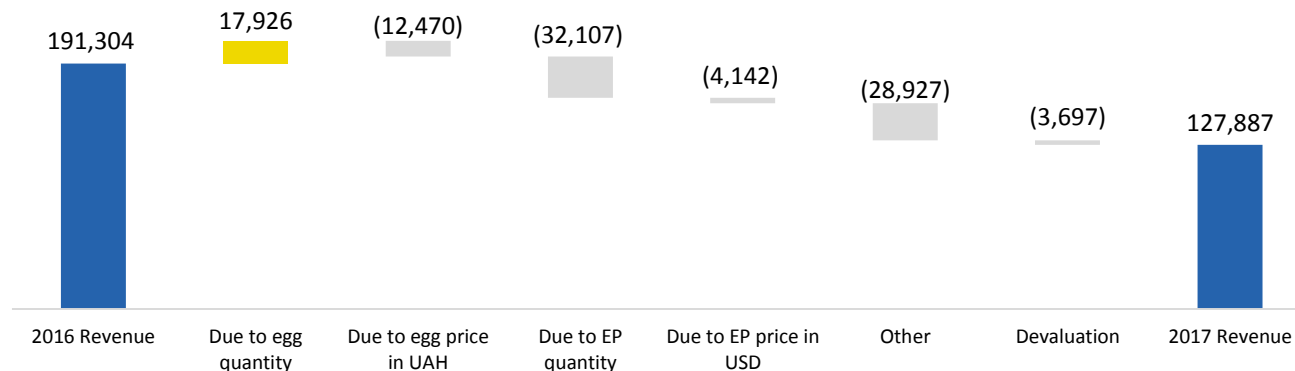 191,304
17,926
(12,470)
(32,107)
(4,142)
(28,927)
(3,697)
127,887
2016 Revenue
Due to egg
quantity
Due to egg price
in UAH
Due to EP
quantity
Due to EP price in
USD
Other
Devaluation
2017 Revenue